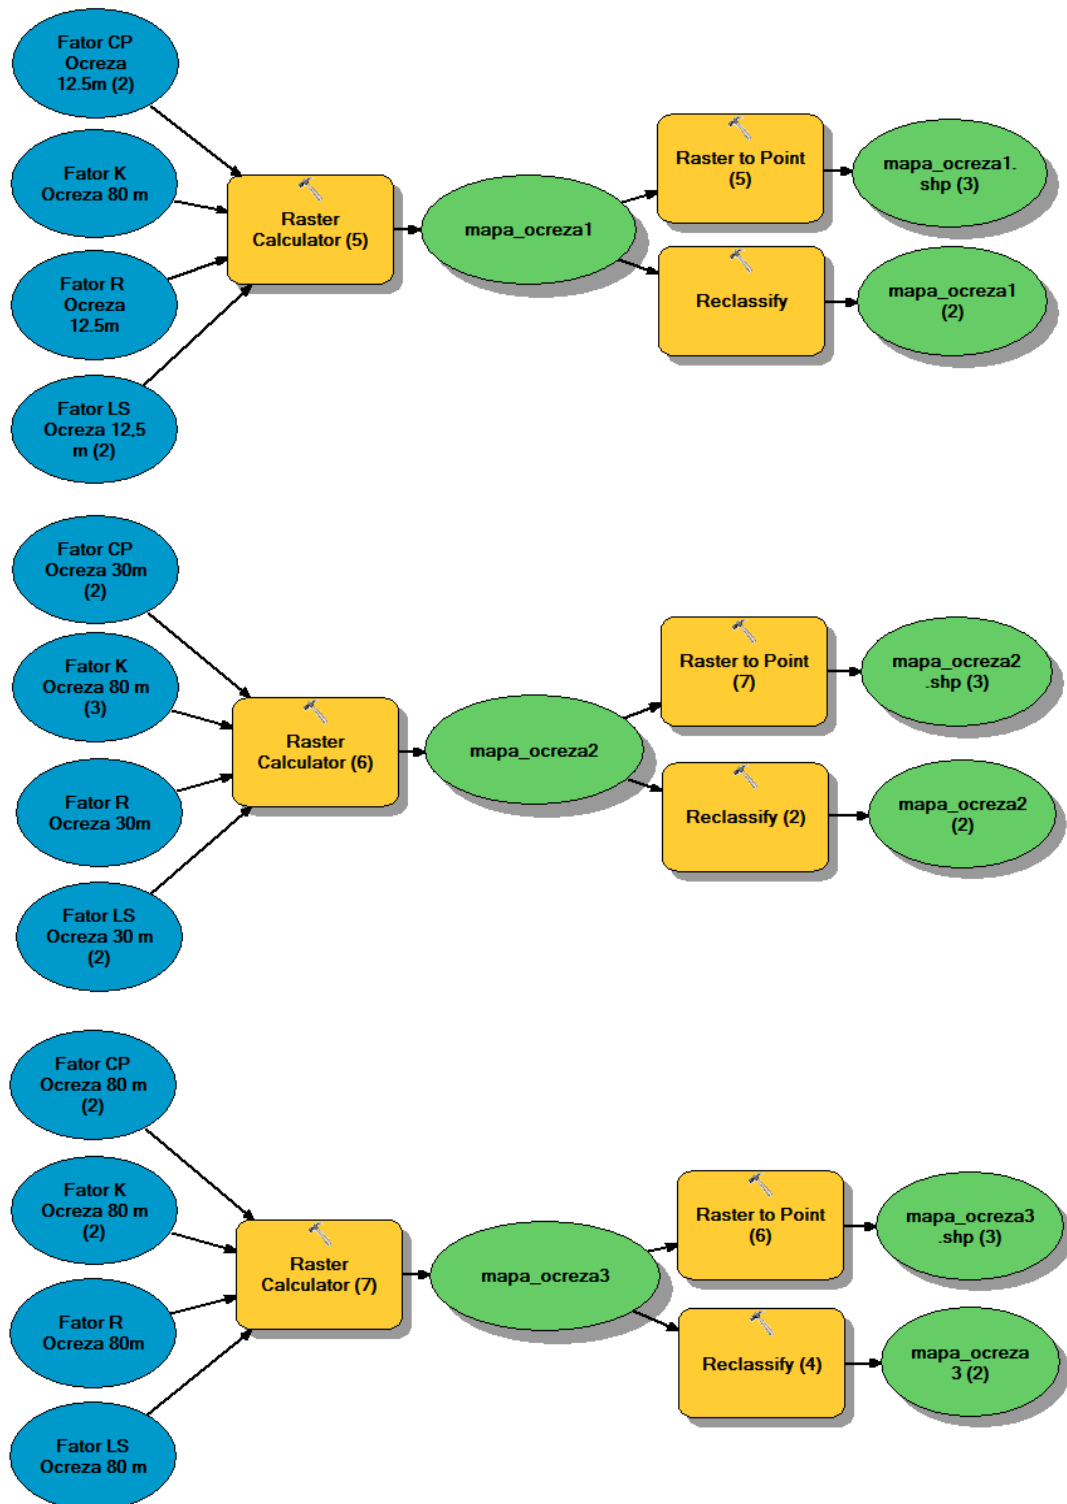 Fator CP
Ocreza
12.5m (2)
Fator K
Ocreza 80 m
Fator R
Ocreza
12.5m
Fator LS
Ocreza 12,5
m (2)
Raster
Calculator (5)
mapa_ocreza1
Raster to Point
(5)
mapa_ocreza1.
shp (3)
Reclassify
mapa_ocreza1
(2)
Fator CP
Ocreza 30m
(2)
Fator K
Ocreza 80 m
(3)
Fator R
Ocreza 30m
Fator LS
Ocreza 30 m
(2)
Raster
Calculator (6)
mapa_ocreza2
Raster to Point
(7)
mapa_ocreza2
.shp (3)
Reclassify (2)
mapa_ocreza2
(2)
Fator CP
Ocreza 80 m
(2)
Fator K
Ocreza 80 m
(2)
Fator R
Ocreza 80m
Fator LS
Ocreza 80 m
Raster
Calculator (7)
mapa_ocreza3
Raster to Point
(6)
mapa_ocreza3
.shp (3)
Reclassify (4)
mapa_ocreza
3 (2)